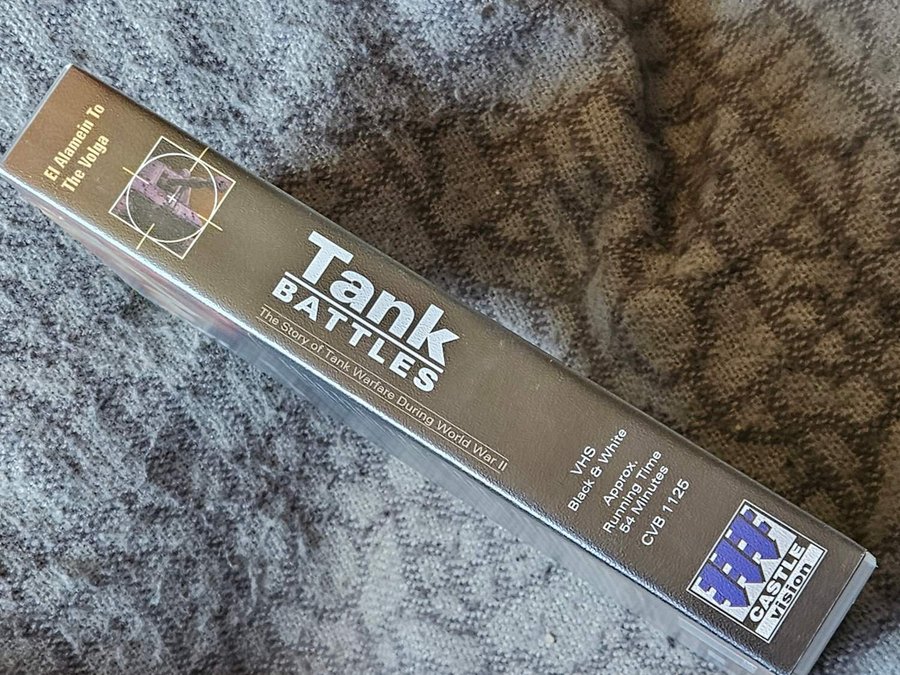 El Alamein To
The Volga
Tank
BATTLES
The Story of Tank Warfare During World War II
VHS
Black & White
Approx.
Running Time
54 Minutes
CVB 1125
CASTLE
vision